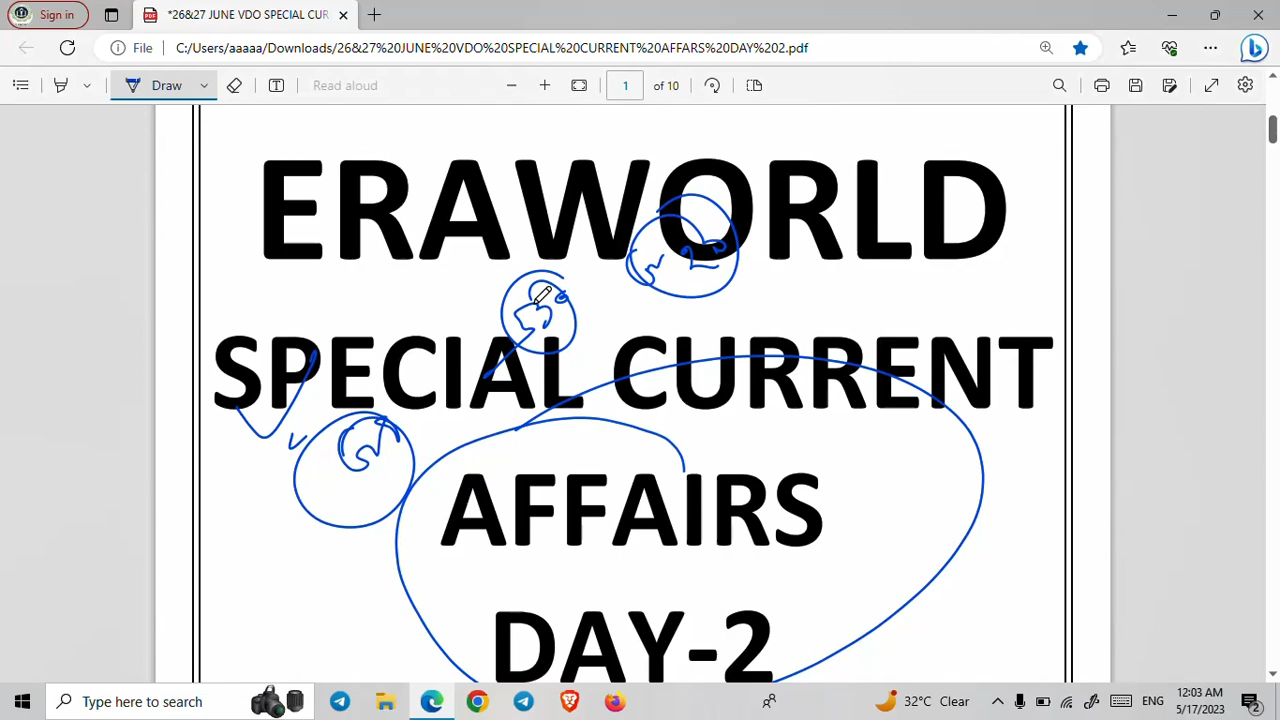 Sign in
*26&27 JUNE VDO SPECIAL CUR
File
C:/Users/aaaaa/Downloads/26&27%20JUNE%20VDO%20SPECIAL%20CURRENT%20AFFARS%20DAY%202.pdf
Draw
Read aloud
1 of 10
ERAWORLD
SPECIAL CURRENT
AFFAIRS
DAY-2
Type here to search
32°C Clear
ENG
12:03 AM
5/17/2023
2